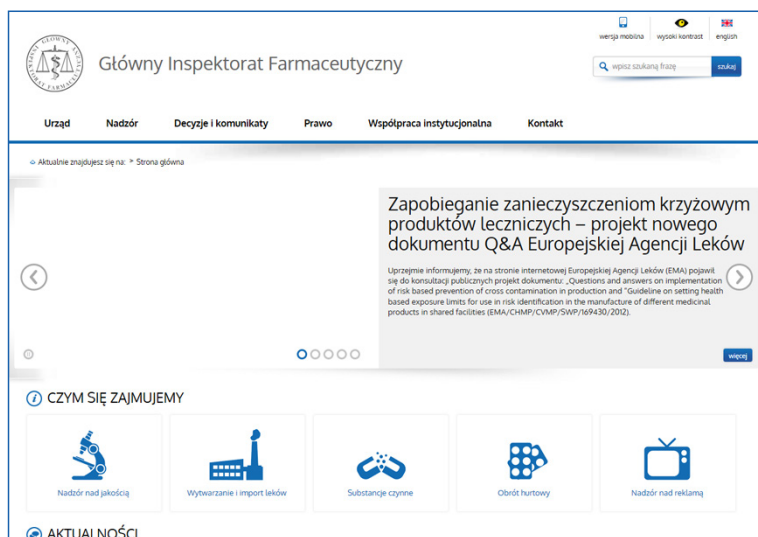 wersja mobilna wysoki kontrast english
GŁÓWNY INSPEKTORAT FARMACEUTYCZNY
Główny Inspektorat Farmaceutyczny
wpisz szukaną frazę szukaj
Urząd Nadzór Decyzje i komunikaty Prawo Współpraca instytucjonalna Kontakt
Aktualnie znajdujesz się na: > Strona główna
Zapobieganie zanieczyszczeniom krzyżowym
produktów leczniczych – projekt nowego
dokumentu Q&A Europejskiej Agencji Leków
Uprzejmie informujemy, że na stronie internetowej Europejskiej Agencji Leków (EMA) pojawił
się do konsultacji publicznych projekt dokumentu: „Questions and answers on implementation
of risk based prevention of cross contamination in production and "Guideline on setting health
based exposure limits for use in risk identification in the manufacture of different medicinal
products in shared facilities (EMA/CHMP/CVMP/SWP/169430/2012).
więcej
CZYM SIĘ ZAJMUJEMY
Nadzór nad jakością Wytwarzanie i import leków Substancje czynne Obrót hurtowy Nadzór nad reklamą
AKTUALNOŚCI